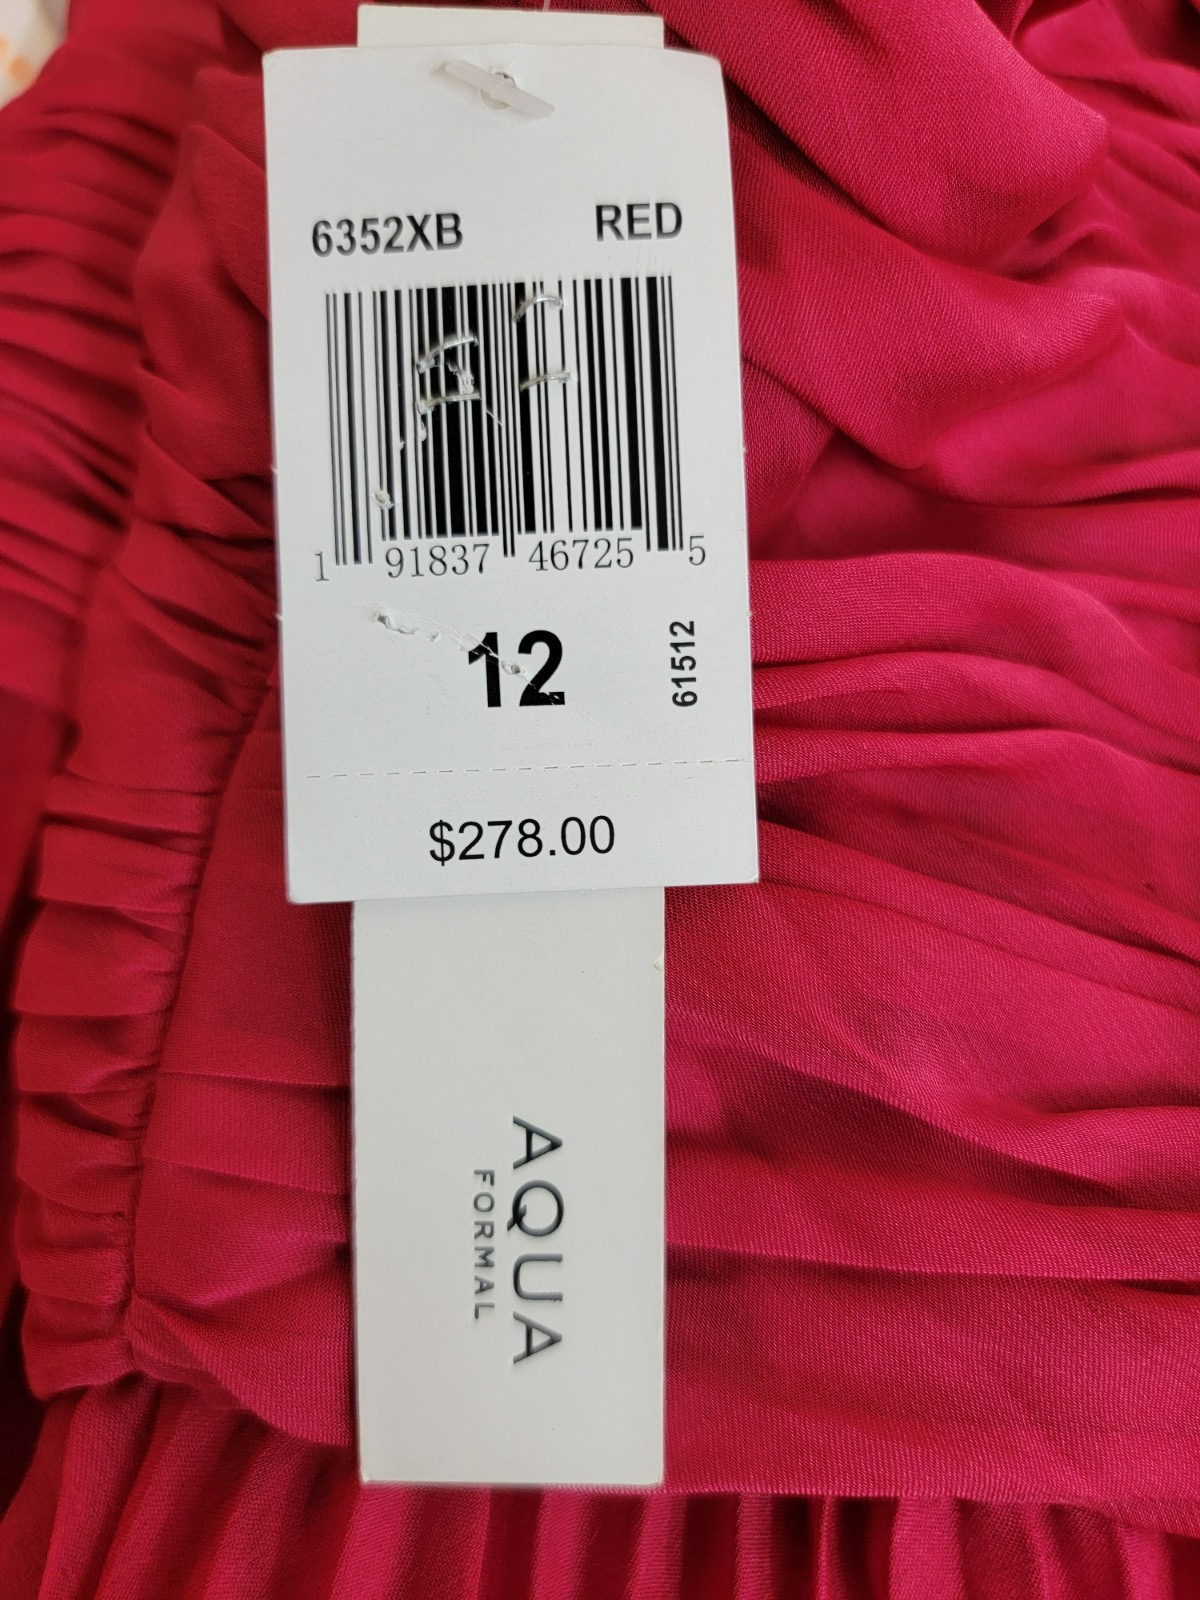 6352XB RED
1 91837 46725 5
12
61512
$278.00
AQUA
FORMAL